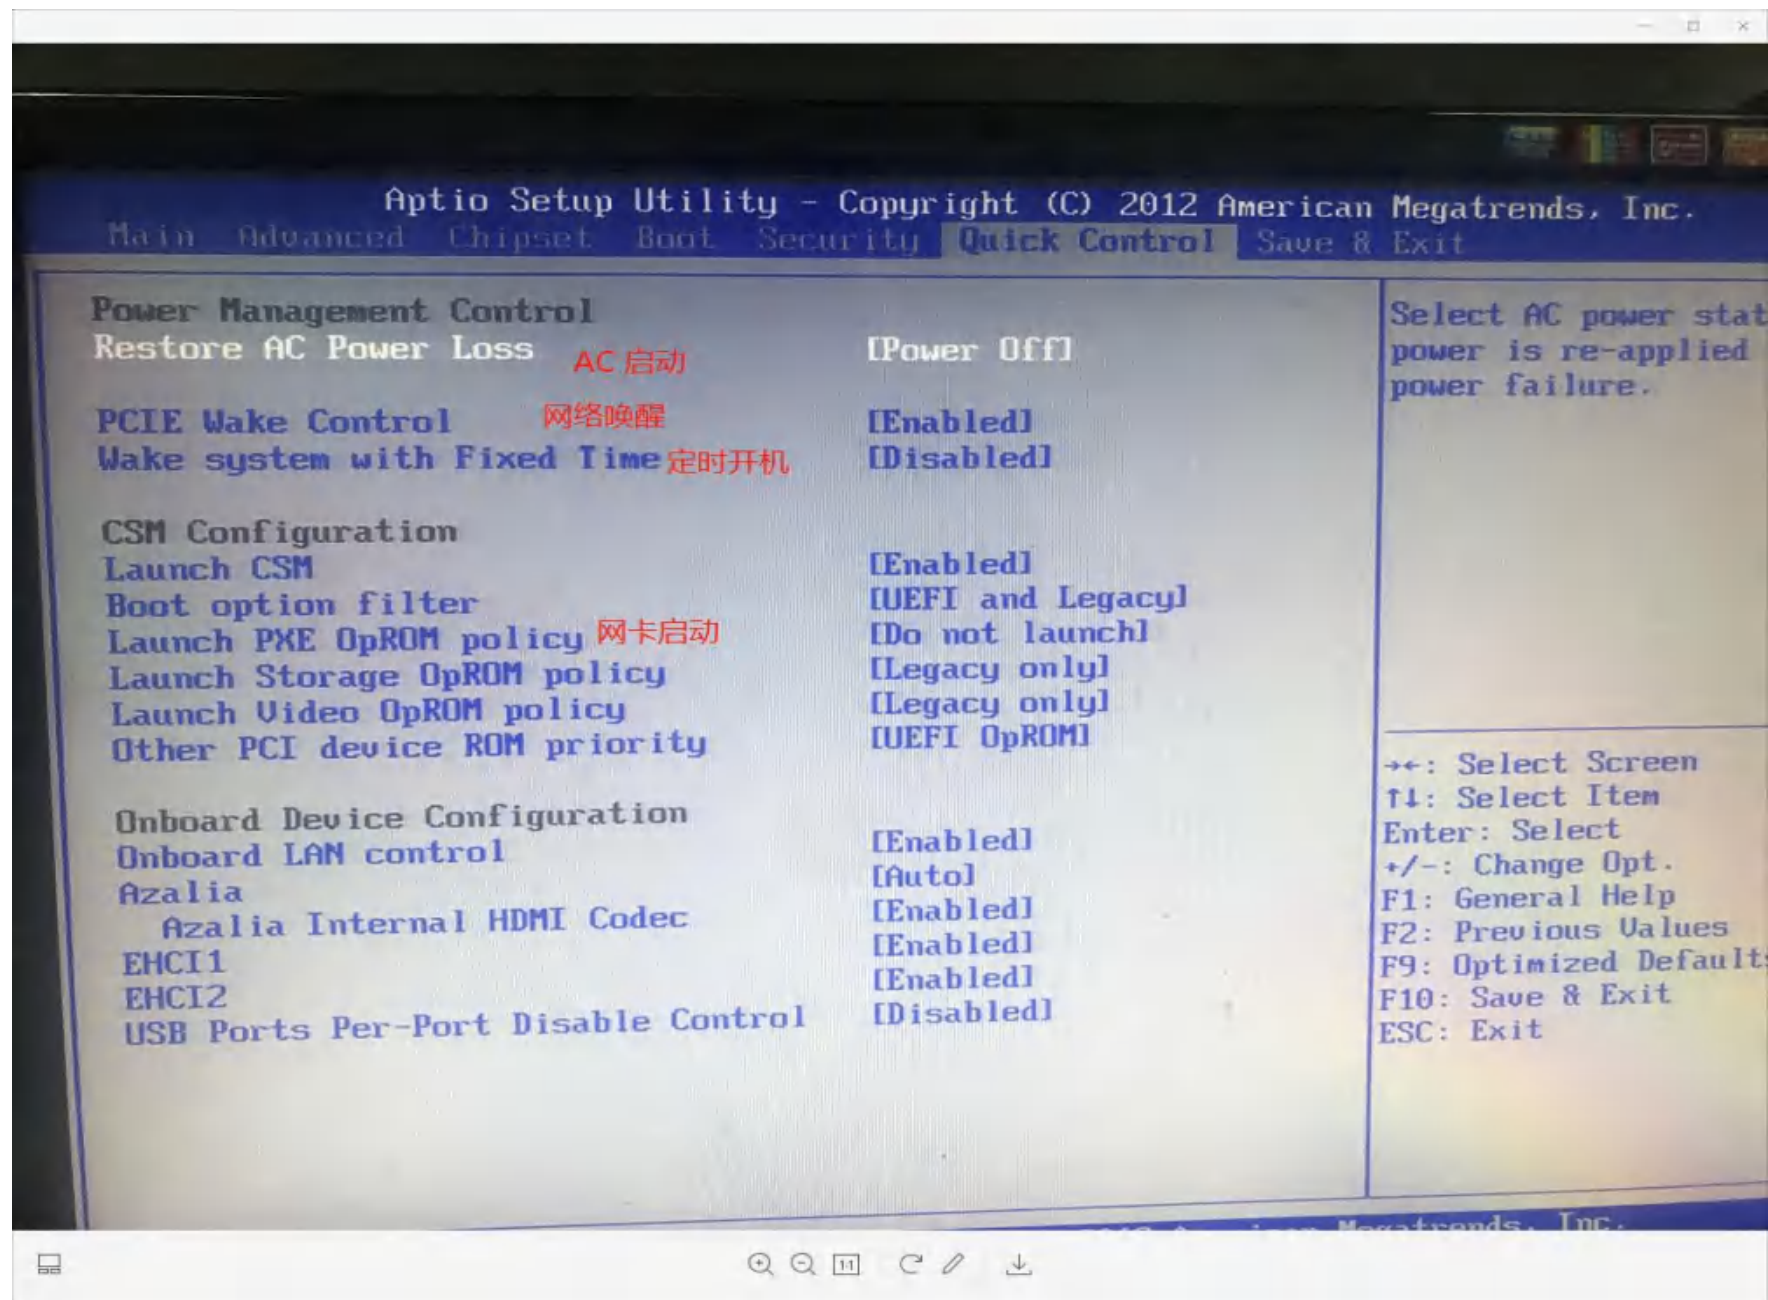 Aptio Setup Utility - Copyright (C) 2012 American Megatrends, Inc.
Main Advanced Chipset Boot Security Quick Control Save & Exit
Power Management Control
Restore AC Power Loss AC 启动 [Power Off]
PCIE Wake Control 网络唤醒 [Enabled]
Wake system with Fixed Time 定时开机 [Disabled]
CSM Configuration
Launch CSM [Enabled]
Boot option filter [UEFI and Legacy]
Launch PXE OpROM policy 网卡启动 [Do not launch]
Launch Storage OpROM policy [Legacy only]
Launch Video OpROM policy [Legacy only]
Other PCI device ROM priority [UEFI OpROM]
Onboard Device Configuration
Onboard LAN control [Enabled]
Azalia [Auto]
Azalia Internal HDMI Codec [Enabled]
EHCI1 [Enabled]
EHCI2 [Enabled]
USB Ports Per-Port Disable Control [Disabled]
Select AC power stat
power is re-applied
power failure.
→←: Select Screen
↑↓: Select Item
Enter: Select
+/-: Change Opt.
F1: General Help
F2: Previous Values
F9: Optimized Defaults
F10: Save & Exit
ESC: Exit
Megatrends, Inc.
1:1